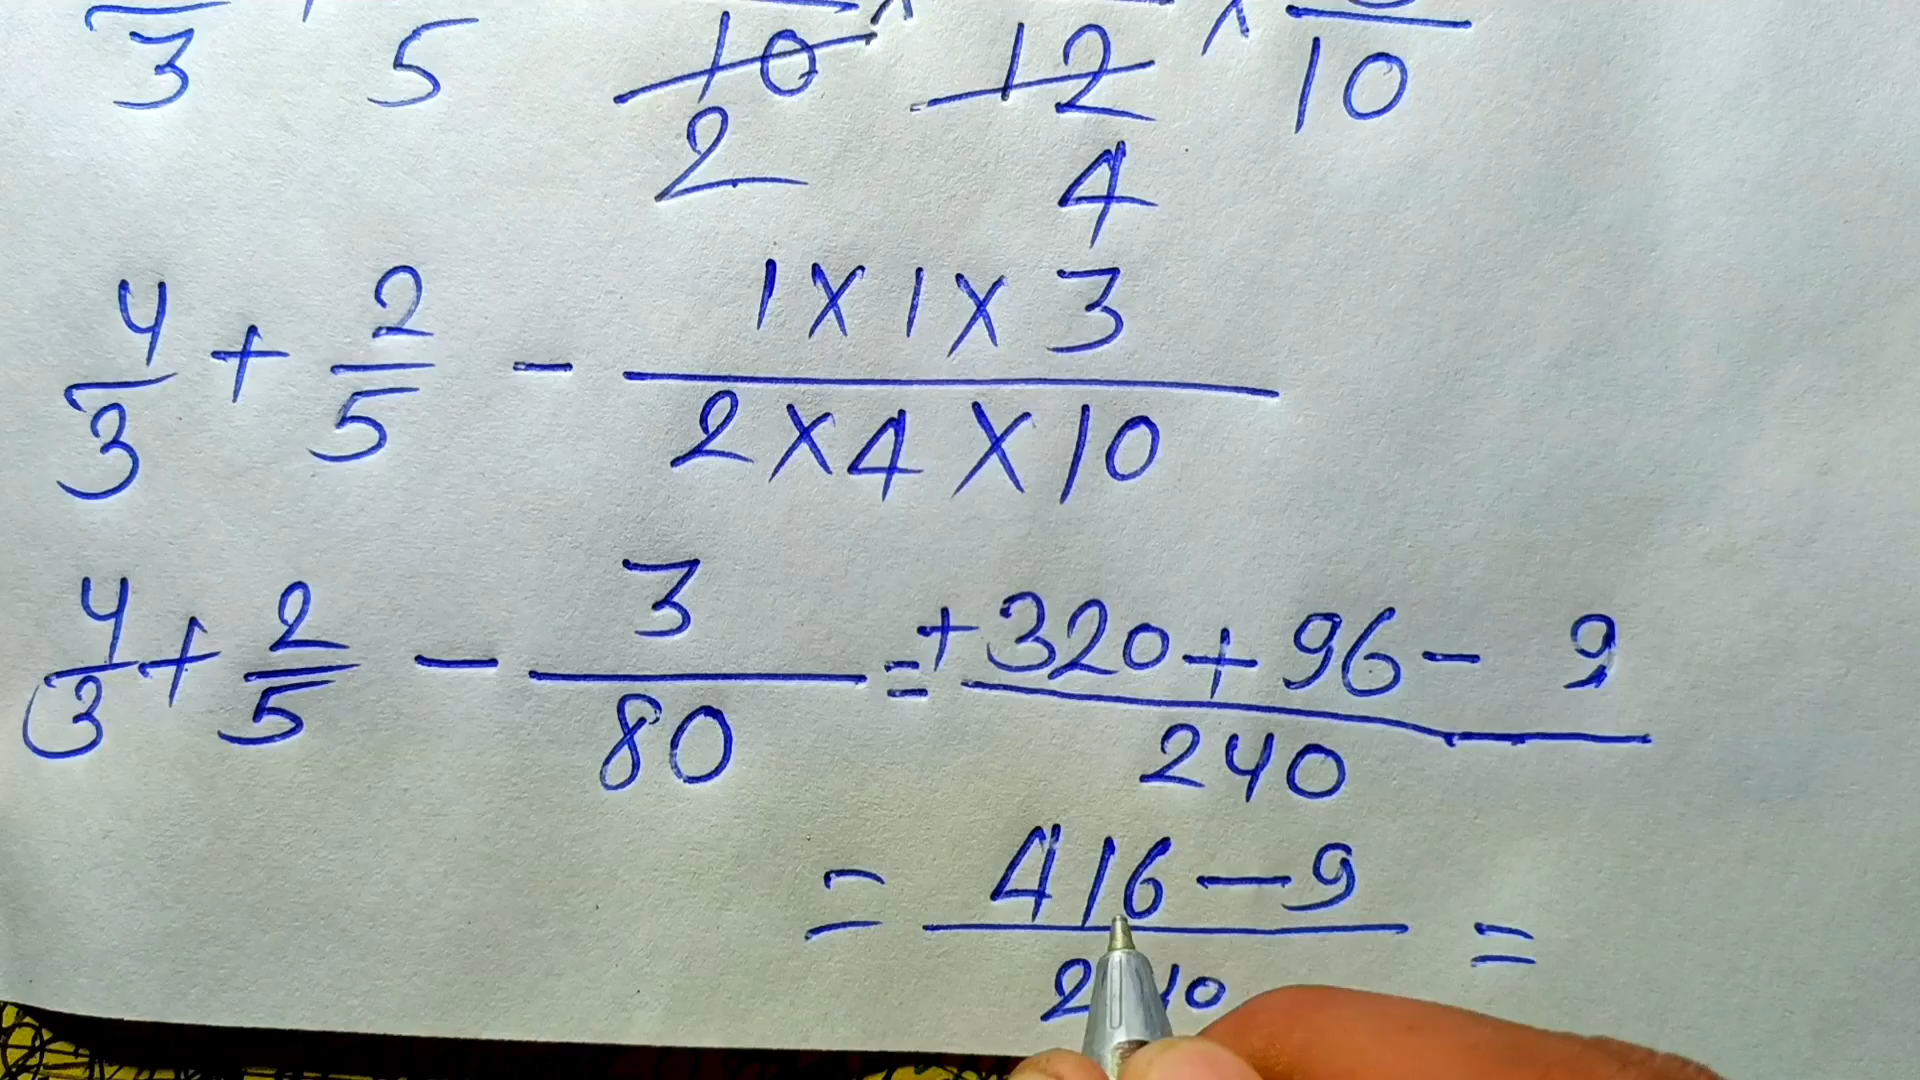 3 5 10 × 12 × 10
2 4
4/3 + 2/5 - 1×1×3/2×4×10
4/3 + 2/5 - 3/80 = +320+96-9/240
= 416-9/240 =